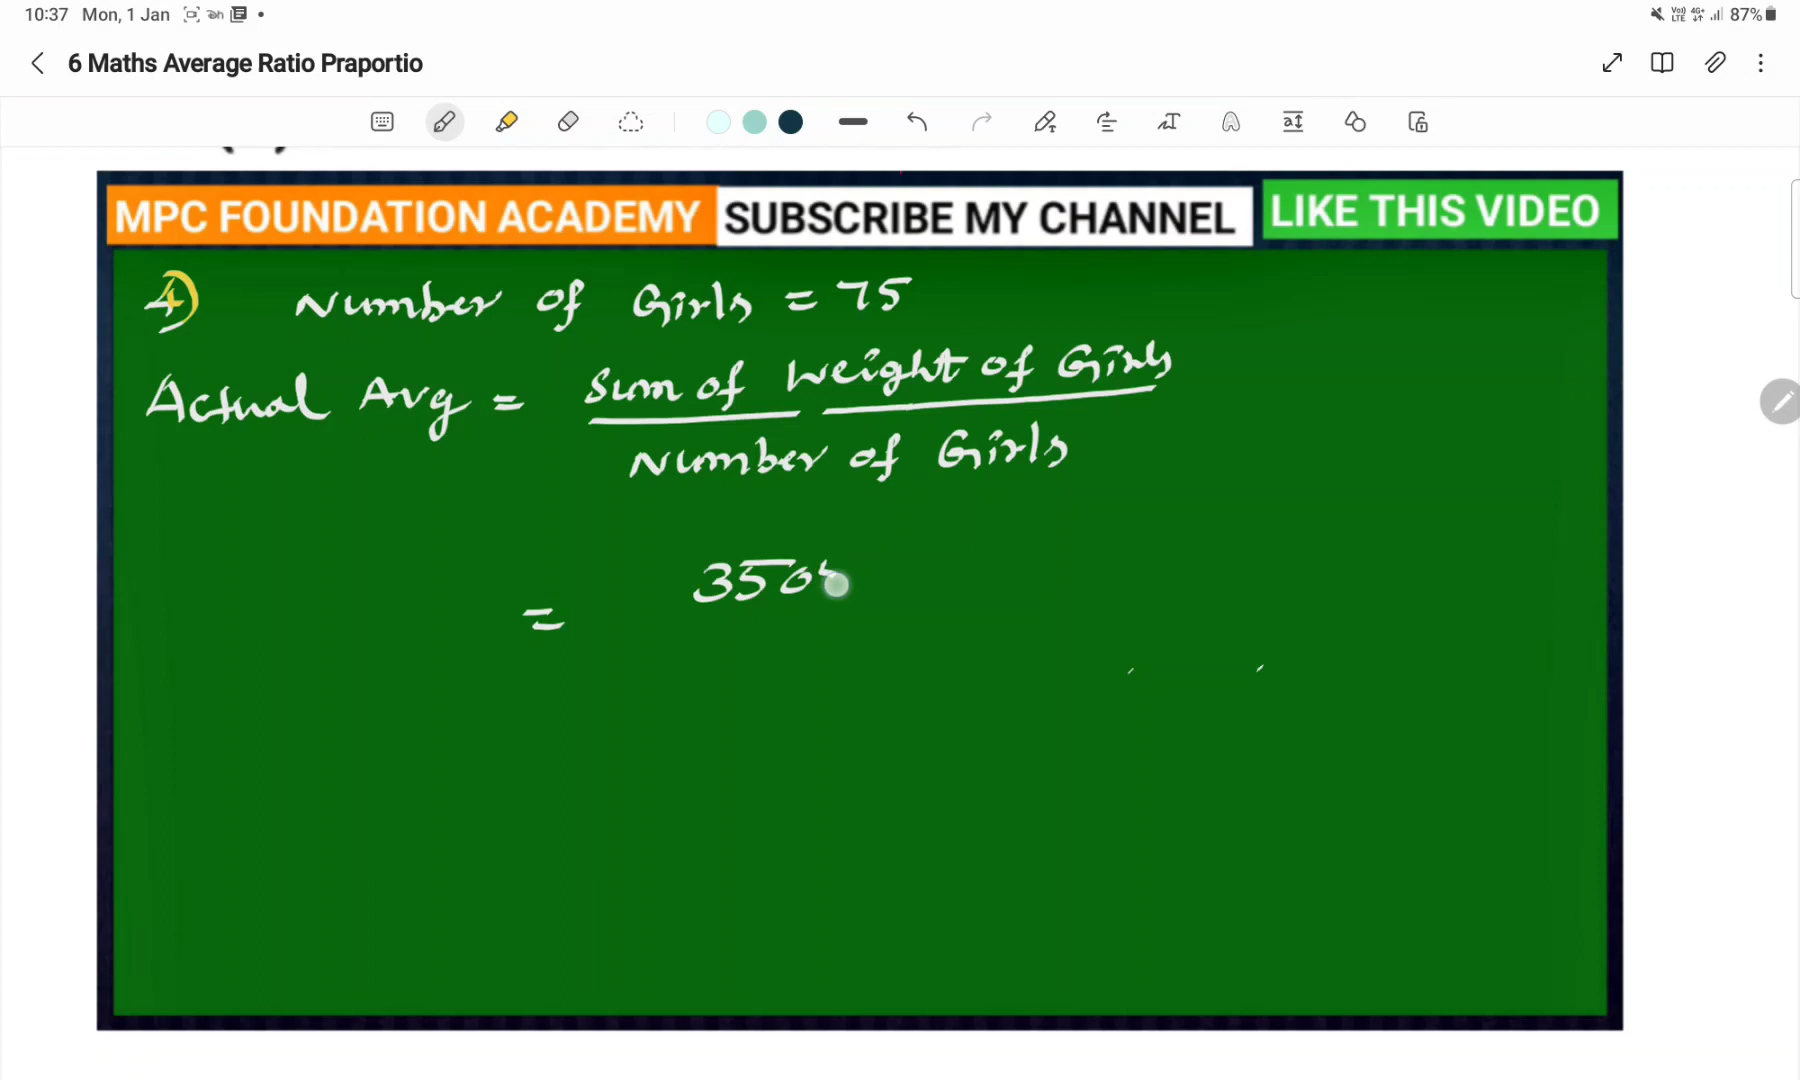 10:37 Mon, 1 Jan
87%
6 Maths Average Ratio Praportio
MPC FOUNDATION ACADEMY SUBSCRIBE MY CHANNEL LIKE THIS VIDEO
4) Number of Girls = 75
Actual Avg = Sum of Weight of Girls
Number of Girls
= 350